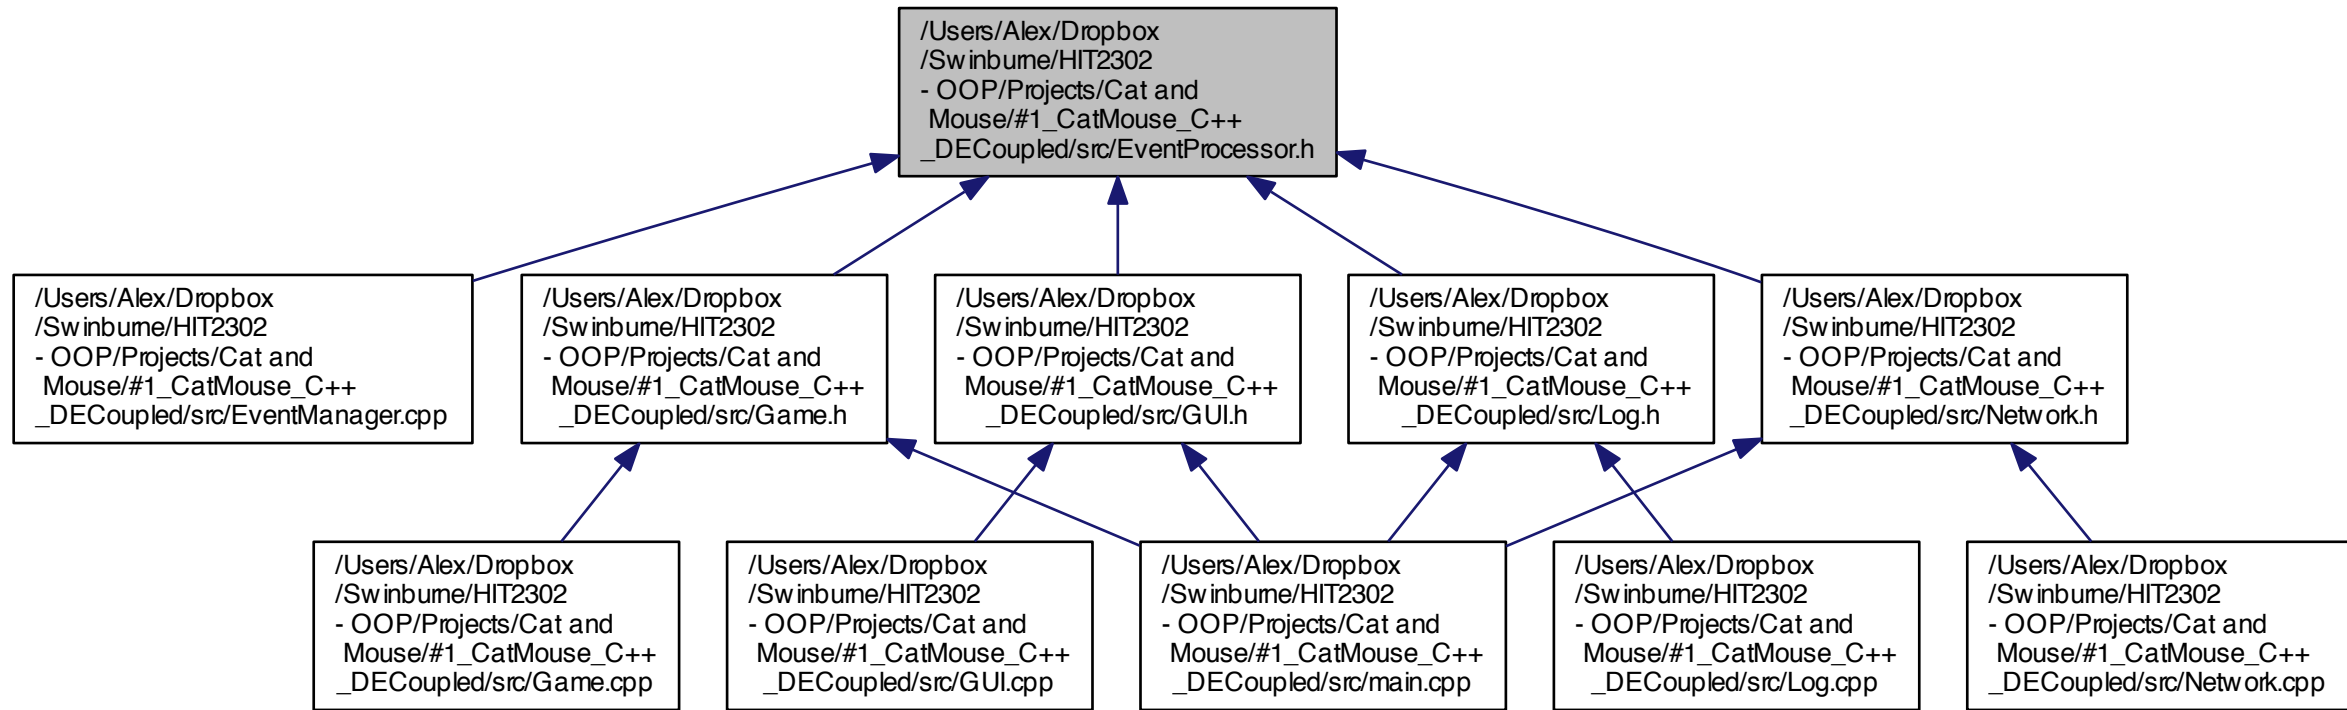 /Users/Alex/Dropbox
/Swinburne/HIT2302
- OOP/Projects/Cat and
Mouse/#1_CatMouse_C++
_DECoupled/src/EventProcessor.h
/Users/Alex/Dropbox
/Swinburne/HIT2302
- OOP/Projects/Cat and
Mouse/#1_CatMouse_C++
_DECoupled/src/EventManager.cpp
/Users/Alex/Dropbox
/Swinburne/HIT2302
- OOP/Projects/Cat and
Mouse/#1_CatMouse_C++
_DECoupled/src/Game.h
/Users/Alex/Dropbox
/Swinburne/HIT2302
- OOP/Projects/Cat and
Mouse/#1_CatMouse_C++
_DECoupled/src/GUI.h
/Users/Alex/Dropbox
/Swinburne/HIT2302
- OOP/Projects/Cat and
Mouse/#1_CatMouse_C++
_DECoupled/src/Log.h
/Users/Alex/Dropbox
/Swinburne/HIT2302
- OOP/Projects/Cat and
Mouse/#1_CatMouse_C++
_DECoupled/src/Network.h
/Users/Alex/Dropbox
/Swinburne/HIT2302
- OOP/Projects/Cat and
Mouse/#1_CatMouse_C++
_DECoupled/src/Game.cpp
/Users/Alex/Dropbox
/Swinburne/HIT2302
- OOP/Projects/Cat and
Mouse/#1_CatMouse_C++
_DECoupled/src/GUI.cpp
/Users/Alex/Dropbox
/Swinburne/HIT2302
- OOP/Projects/Cat and
Mouse/#1_CatMouse_C++
_DECoupled/src/main.cpp
/Users/Alex/Dropbox
/Swinburne/HIT2302
- OOP/Projects/Cat and
Mouse/#1_CatMouse_C++
_DECoupled/src/Log.cpp
/Users/Alex/Dropbox
/Swinburne/HIT2302
- OOP/Projects/Cat and
Mouse/#1_CatMouse_C++
_DECoupled/src/Network.cpp